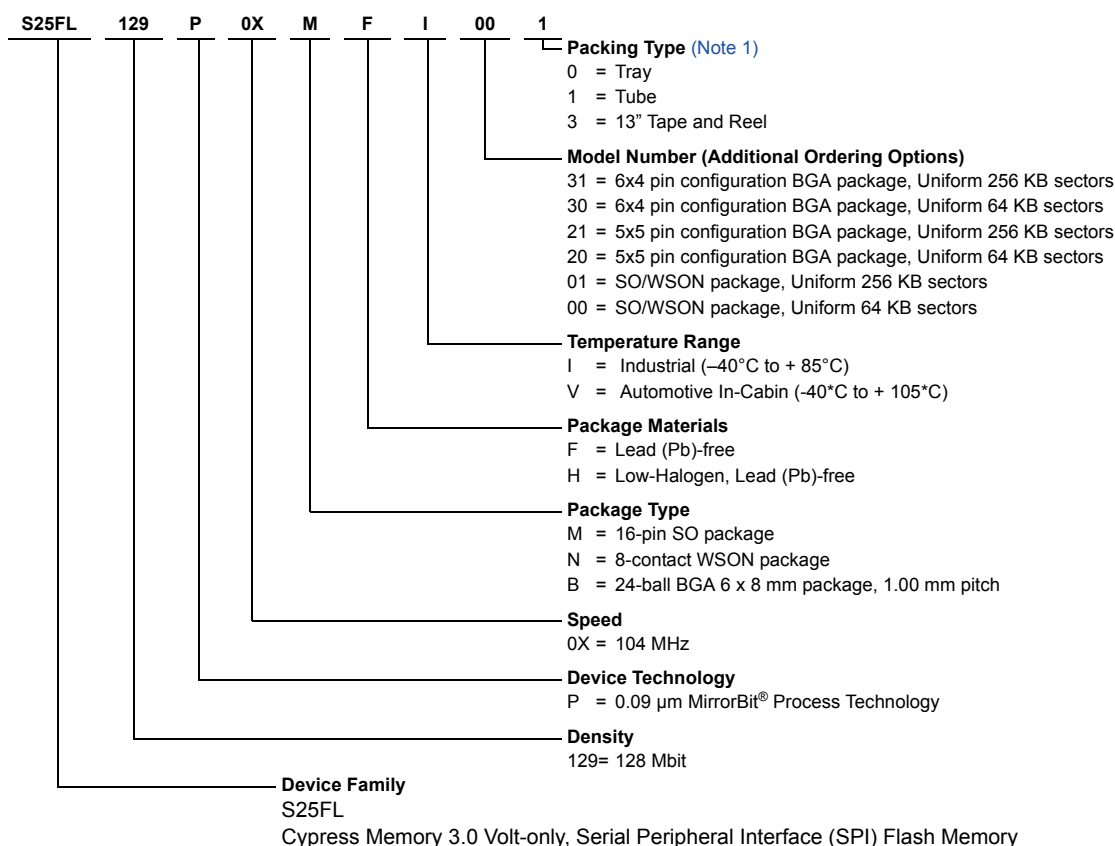 S25FL 129 P 0X M F I 00 1
Packing Type (Note 1)
0 = Tray
1 = Tube
3 = 13” Tape and Reel
Model Number (Additional Ordering Options)
31 = 6x4 pin configuration BGA package, Uniform 256 KB sectors
30 = 6x4 pin configuration BGA package, Uniform 64 KB sectors
21 = 5x5 pin configuration BGA package, Uniform 256 KB sectors
20 = 5x5 pin configuration BGA package, Uniform 64 KB sectors
01 = SO/WSON package, Uniform 256 KB sectors
00 = SO/WSON package, Uniform 64 KB sectors
Temperature Range
I = Industrial (–40°C to + 85°C)
V = Automotive In-Cabin (-40*C to + 105*C)
Package Materials
F = Lead (Pb)-free
H = Low-Halogen, Lead (Pb)-free
Package Type
M = 16-pin SO package
N = 8-contact WSON package
B = 24-ball BGA 6 x 8 mm package, 1.00 mm pitch
Speed
0X = 104 MHz
Device Technology
P = 0.09 µm MirrorBit® Process Technology
Density
129= 128 Mbit
Device Family
S25FL
Cypress Memory 3.0 Volt-only, Serial Peripheral Interface (SPI) Flash Memory